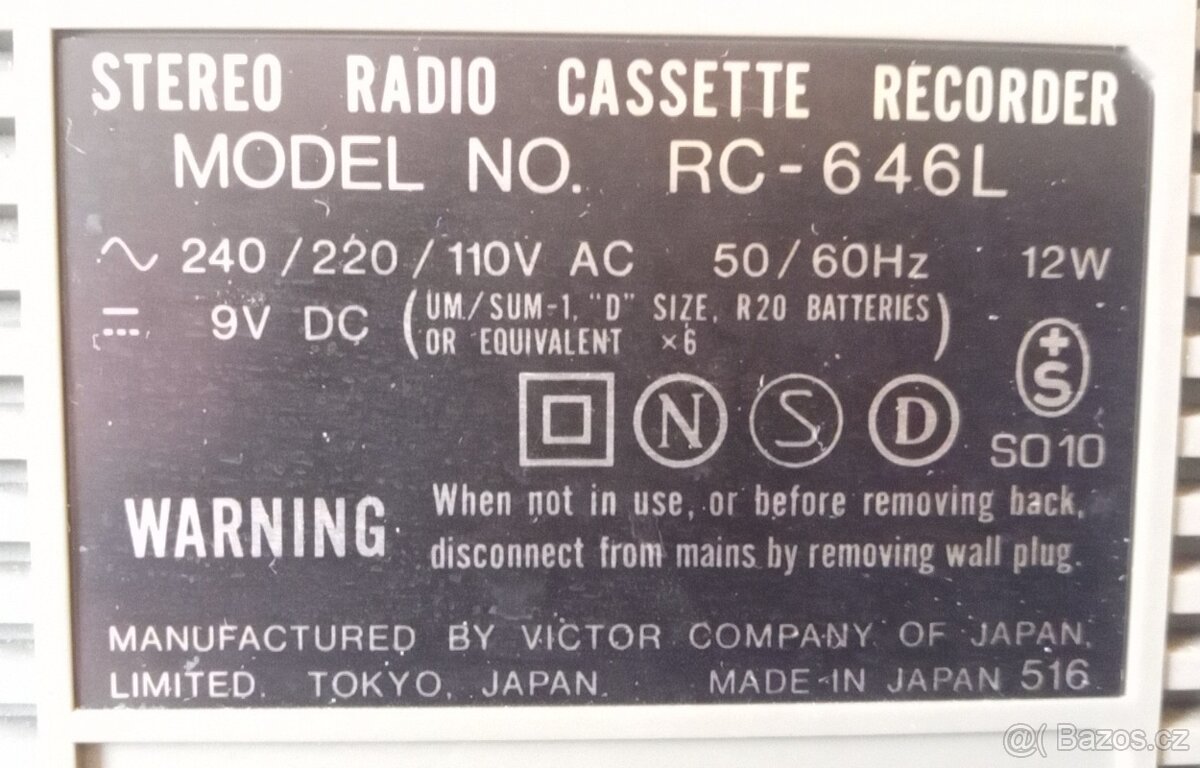 STEREO RADIO CASSETTE RECORDER
MODEL NO. RC-646L
240/220/110V AC 50/60Hz 12W
9V DC (UM/SUM-1, "D" SIZE, R20 BATTERIES
OR EQUIVALENT ×6)
N S D +S
SO10
WARNING When not in use, or before removing back,
disconnect from mains by removing wall plug.
MANUFACTURED BY VICTOR COMPANY OF JAPAN,
LIMITED. TOKYO, JAPAN. MADE IN JAPAN 516
@( Bazos.cz